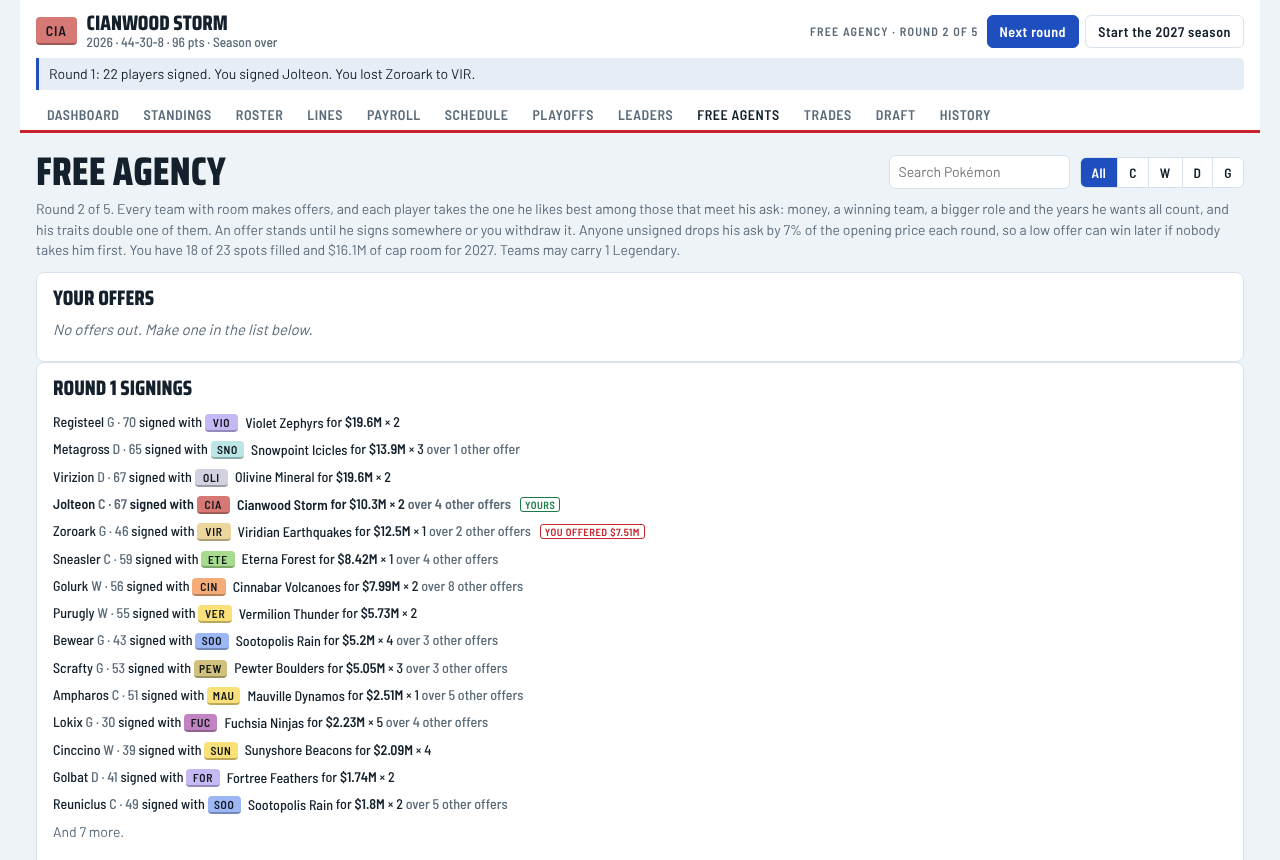 CIA
CIANWOOD STORM
2026 · 44-30-8 · 96 pts · Season over
FREE AGENCY · ROUND 2 OF 5
Next round
Start the 2027 season
Round 1: 22 players signed. You signed Jolteon. You lost Zoroark to VIR.
DASHBOARD STANDINGS ROSTER LINES PAYROLL SCHEDULE PLAYOFFS LEADERS FREE AGENTS TRADES DRAFT HISTORY
FREE AGENCY
Search Pokémon
All C W D G
Round 2 of 5. Every team with room makes offers, and each player takes the one he likes best among those that meet his ask: money, a winning team, a bigger role and the years he wants all count, and
his traits double one of them. An offer stands until he signs somewhere or you withdraw it. Anyone unsigned drops his ask by 7% of the opening price each round, so a low offer can win later if nobody
takes him first. You have 18 of 23 spots filled and $16.1M of cap room for 2027. Teams may carry 1 Legendary.
YOUR OFFERS
No offers out. Make one in the list below.
ROUND 1 SIGNINGS
Registeel G · 70 signed with VIO Violet Zephyrs for $19.6M × 2
Metagross D · 65 signed with SNO Snowpoint Icicles for $13.9M × 3 over 1 other offer
Virizion D · 67 signed with OLI Olivine Mineral for $19.6M × 2
Jolteon C · 67 signed with CIA Cianwood Storm for $10.3M × 2 over 4 other offers YOURS
Zoroark G · 46 signed with VIR Viridian Earthquakes for $12.5M × 1 over 2 other offers YOU OFFERED $7.51M
Sneasler C · 59 signed with ETE Eterna Forest for $8.42M × 1 over 4 other offers
Golurk W · 56 signed with CIN Cinnabar Volcanoes for $7.99M × 2 over 8 other offers
Purugly W · 55 signed with VER Vermilion Thunder for $5.73M × 2
Bewear G · 43 signed with SOO Sootopolis Rain for $5.2M × 4 over 3 other offers
Scrafty G · 53 signed with PEW Pewter Boulders for $5.05M × 3 over 3 other offers
Ampharos C · 51 signed with MAU Mauville Dynamos for $2.51M × 1 over 5 other offers
Lokix G · 30 signed with FUC Fuchsia Ninjas for $2.23M × 5 over 4 other offers
Cinccino W · 39 signed with SUN Sunyshore Beacons for $2.09M × 4
Golbat D · 41 signed with FOR Fortree Feathers for $1.74M × 2
Reuniclus C · 49 signed with SOO Sootopolis Rain for $1.8M × 2 over 5 other offers
And 7 more.